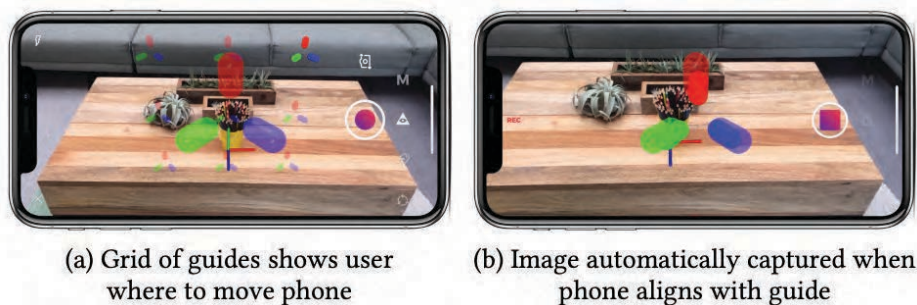 M
REC
M
(a) Grid of guides shows user
where to move phone
(b) Image automatically captured when
phone aligns with guide